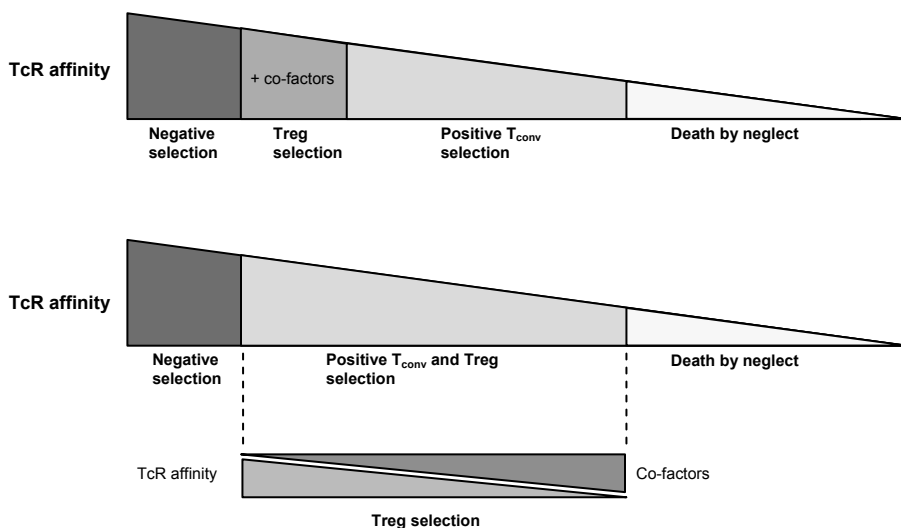 TcR affinity
+ co-factors
Negative
selection
Treg
selection
Positive Tconv
selection
Death by neglect
TcR affinity
Negative
selection
Positive Tconv and Treg
selection
Death by neglect
TcR affinity
Co-factors
Treg selection